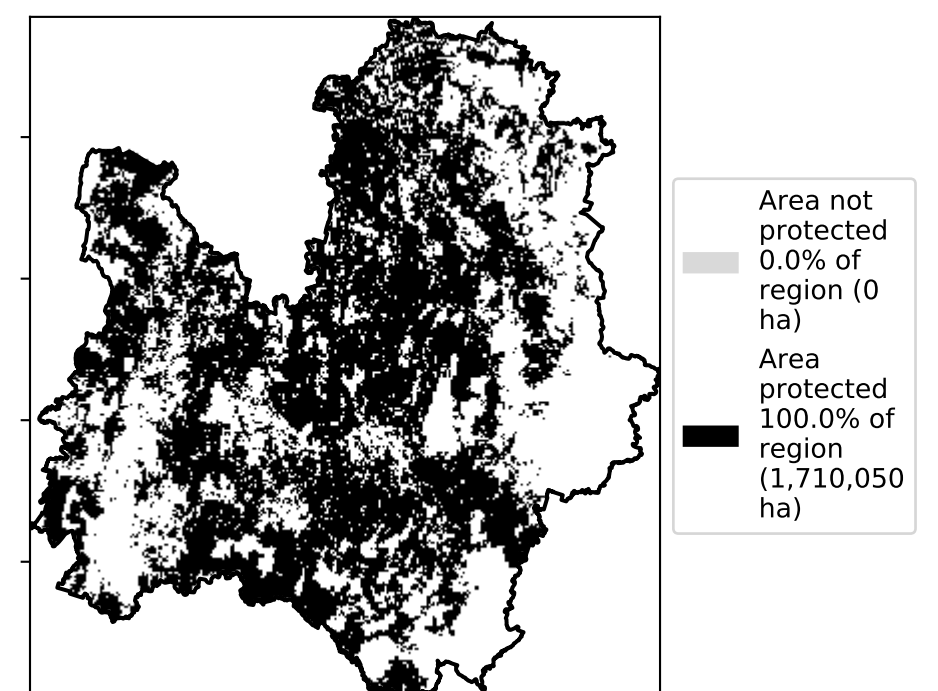 Area not
protected
0.0% of
region (0
ha)
Area
protected
100.0% of
region
(1,710,050
ha)